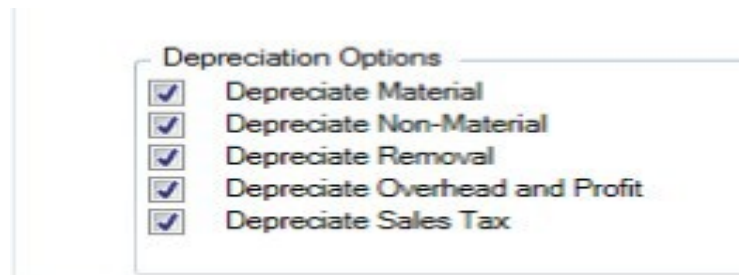 Depreciation Options
Depreciate Material
Depreciate Non-Material
Depreciate Removal
Depreciate Overhead and Profit
Depreciate Sales Tax